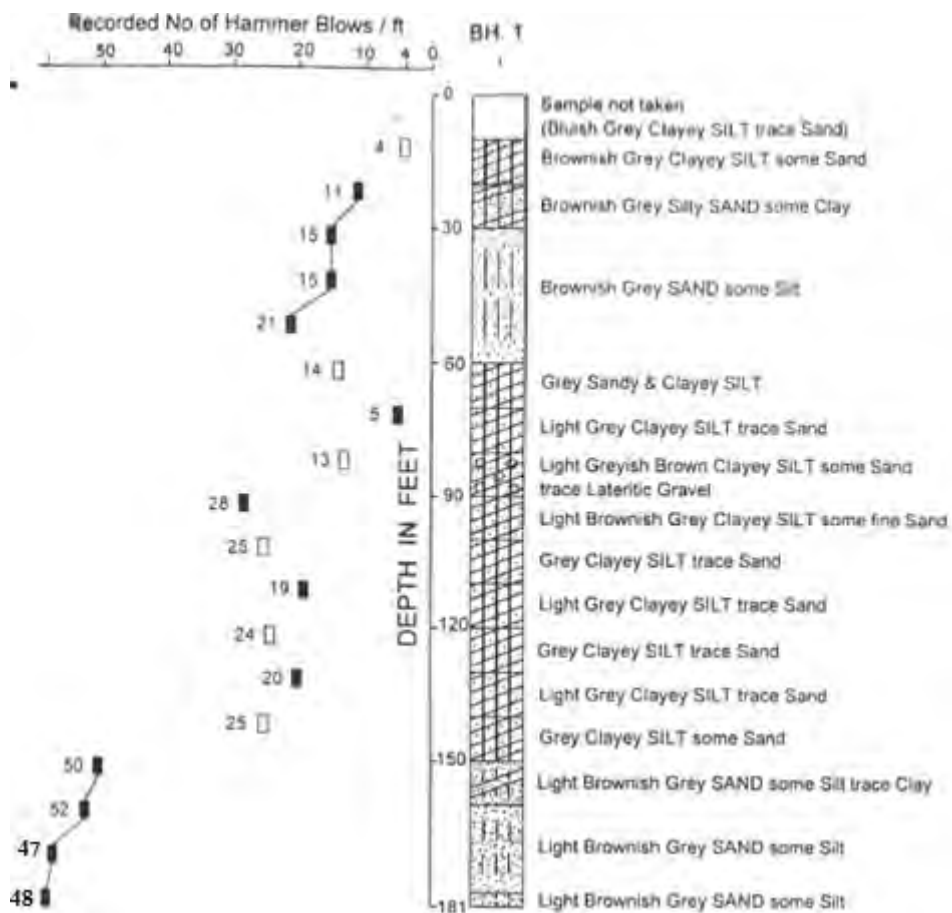 Recorded No. of Hammer Blows / ft
BH. 1
50 40 30 20 10 4 0
0
Sample not taken
(Bluish Grey Clayey SILT trace Sand)
4
Brownish Grey Clayey SILT some Sand
11
Brownish Grey Silly SAND some Clay
15
30
15
Brownish Grey SAND some Silt
21
60
14
Grey Sandy & Clayey SILT
5
Light Grey Clayey SILT trace Sand
13
Light Greyish Brown Clayey SILT some Sand
trace Lateritic Gravel
90
28
Light Brownish Grey Clayey SILT some fine Sand
25
Grey Clayey SILT trace Sand
19
Light Grey Clayey SILT trace Sand
120
24
Grey Clayey SILT trace Sand
20
Light Grey Clayey SILT trace Sand
25
Grey Clayey SILT some Sand
150
50
Light Brownish Grey SAND some Silt trace Clay
52
47
Light Brownish Grey SAND some Silt
48
181
Light Brownish Grey SAND some Silt
DEPTH IN FEET